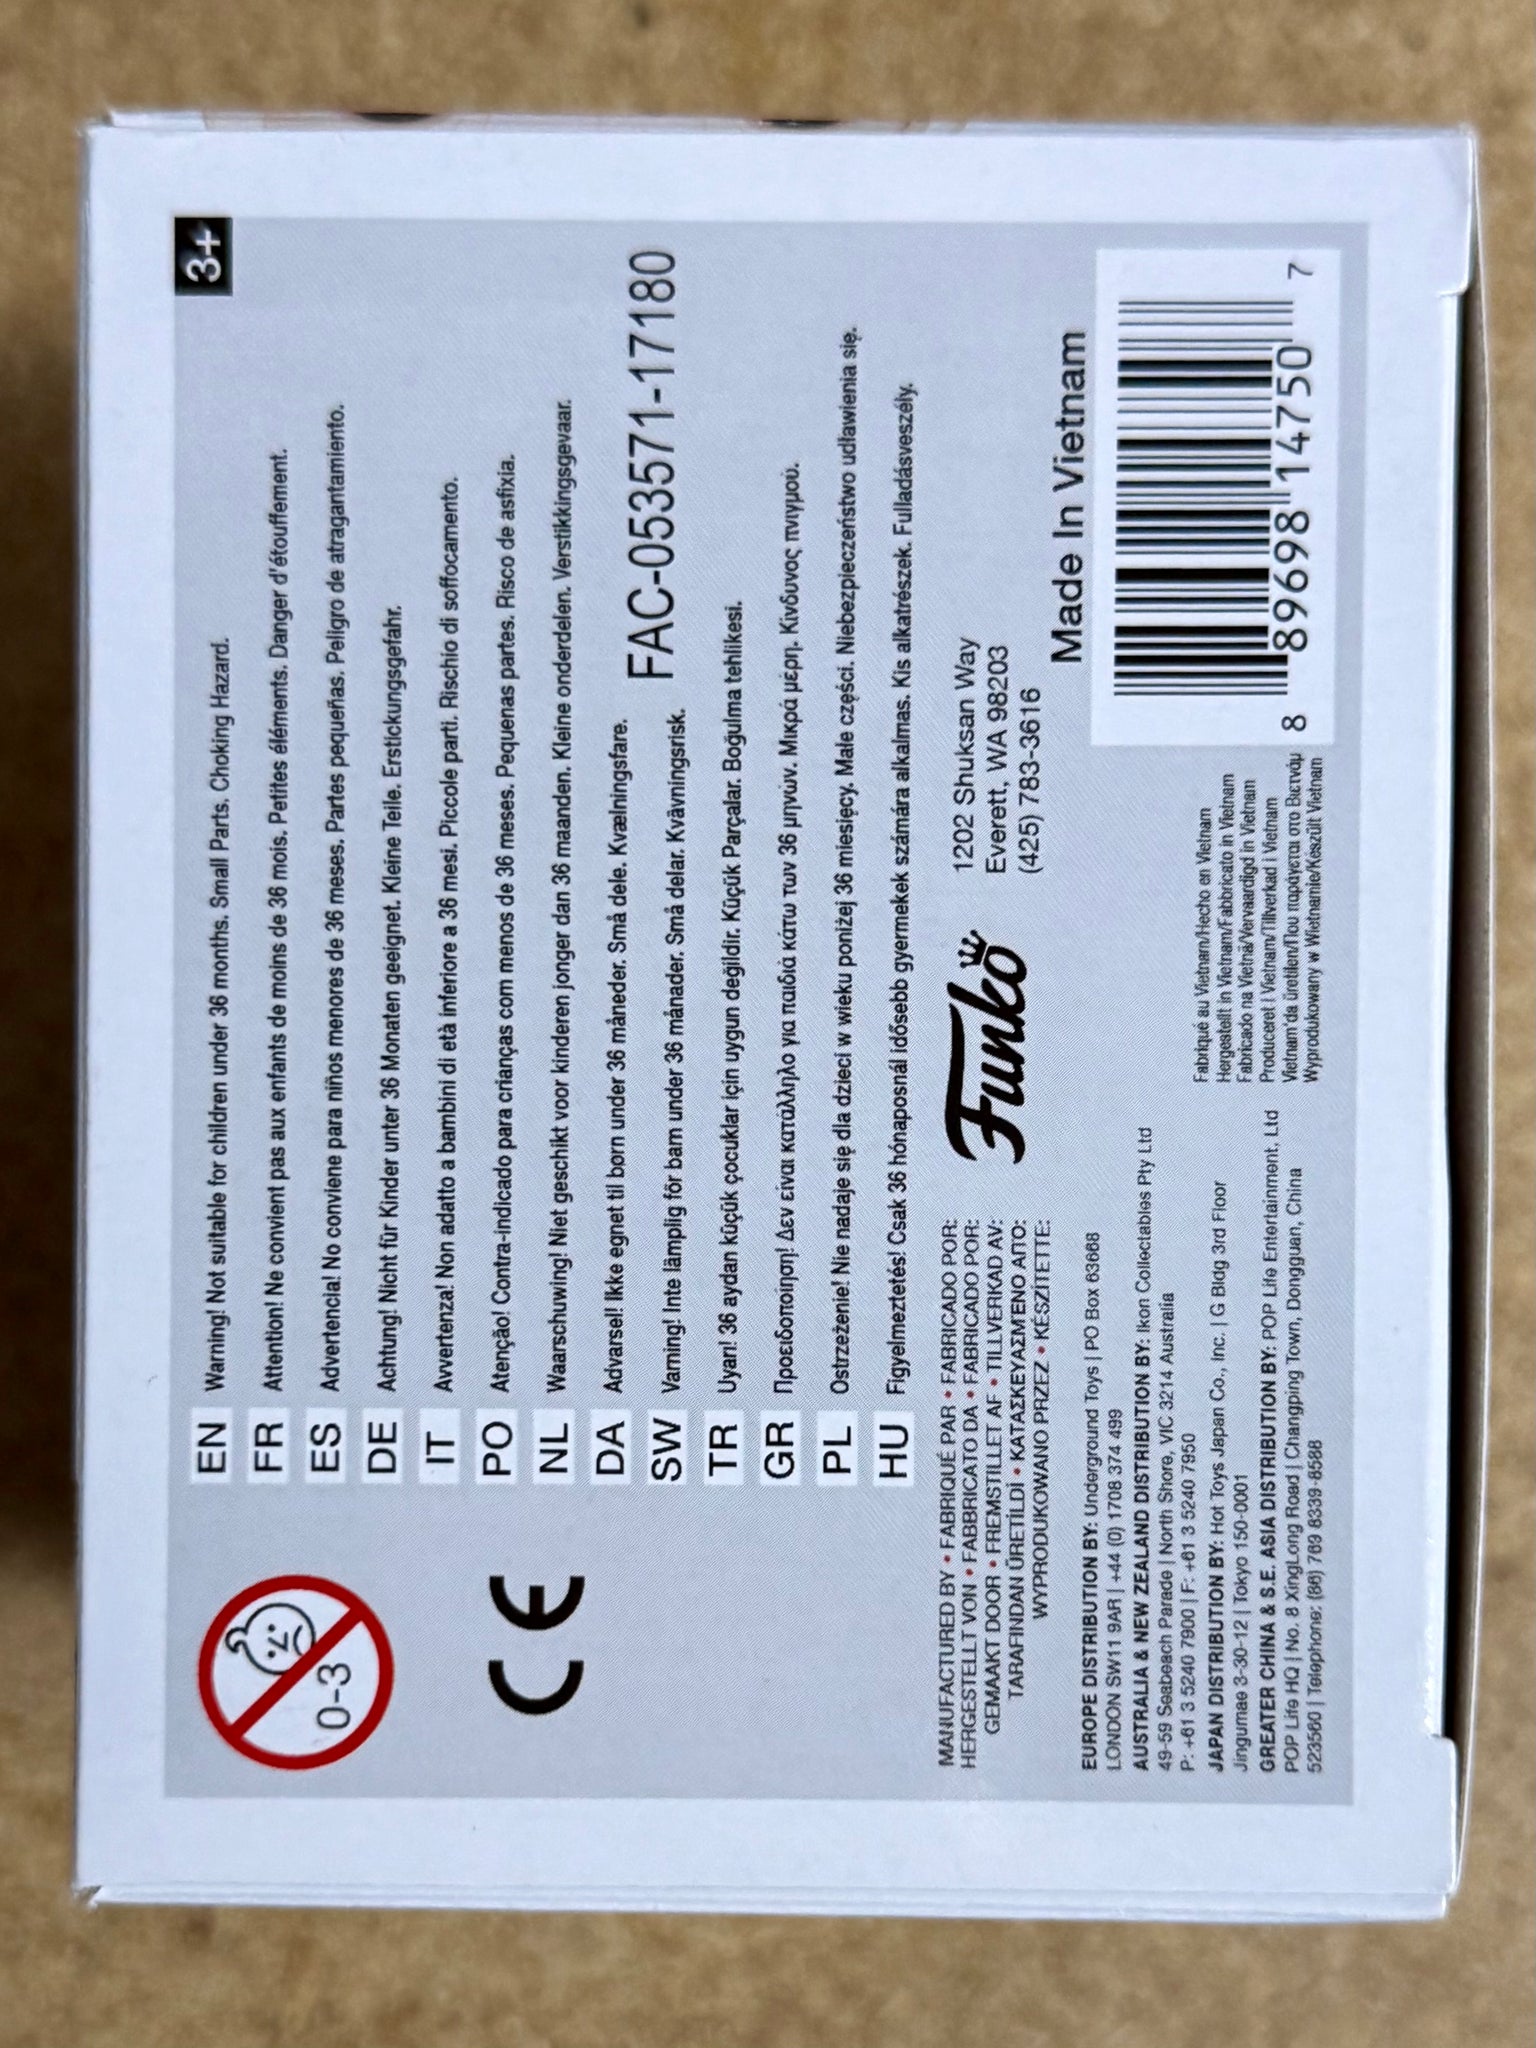 3+
0-3
EN Warning! Not suitable for children under 36 months. Small Parts. Choking Hazard.
FR Attention! Ne convient pas aux enfants de moins de 36 mois. Petites éléments. Danger d'étouffement.
ES Advertencia! No conviene para niños menores de 36 meses. Partes pequeñas. Peligro de atragantamiento.
DE Achtung! Nicht für Kinder unter 36 Monaten geeignet. Kleine Teile. Erstickungsgefahr.
IT Avvertenza! Non adatto a bambini di età inferiore a 36 mesi. Piccole parti. Rischio di soffocamento.
PO Atenção! Contra-indicado para crianças com menos de 36 meses. Pequenas partes. Risco de asfixia.
NL Waarschuwing! Niet geschikt voor kinderen jonger dan 36 maanden. Kleine onderdelen. Verstikkingsgevaar.
DA Advarsel! Ikke egnet til born under 36 måneder. Små dele. Kvælningsfare.
SW Varning! Inte lämplig för barn under 36 månader. Små delar. Kvävningsrisk.
FAC-053571-17180
TR Uyarı! 36 aydan küçük çocuklar için uygun değildir. Küçük Parçalar. Boğulma tehlikesi.
GR Προειδοποίηση! Δεν είναι κατάλληλο για παιδιά κάτω των 36 μηνών. Μικρά μέρη. Κίνδυνος πνιγμού.
PL Ostrzeżenie! Nie nadaje się dla dzieci w wieku poniżej 36 miesięcy. Małe części. Niebezpieczeństwo udławienia się.
HU Figyelmeztetés! Csak 36 hónaposnál idősebb gyermekek számára alkalmas. Kis alkatrészek. Fulladásveszély.
CE
MANUFACTURED BY • FABRIQUÉ PAR • FABRICADO POR:
HERGESTELLT VON • FABBRICATO DA • FABRICADO POR:
GEMAAKT DOOR • FREMSTILLET AF • TILLVERKAD AV:
TARAFINDAN ÜRETİLDİ • ΚΑΤΑΣΚΕΥΑΣΜΕΝΟ ΑΠΟ:
WYPRODUKOWANO PRZEZ • KÉSZÍTETTE:
Funko
1202 Shuksan Way
Everett, WA 98203
(425) 783-3616
EUROPE DISTRIBUTION BY: Underground Toys | PO Box 63668
LONDON SW11 9AR | +44 (0) 1708 374 499
AUSTRALIA & NEW ZEALAND DISTRIBUTION BY: Ikon Collectables Pty Ltd
49-59 Seabeach Parade | North Shore, VIC 3214 Australia
P: +61 3 5240 7900 | F: +61 3 5240 7950
JAPAN DISTRIBUTION BY: Hot Toys Japan Co., Inc. | G Bldg 3rd Floor
Jingumae 3-30-12 | Tokyo 150-0001
GREATER CHINA & S.E. ASIA DISTRIBUTION BY: POP Life Entertainment, Ltd
POP Life HQ | No. 8 XingLong Road | Changping Town, Dongguan, China
523560 | Telephone: (86) 769 8339-8588
Fabriqué au Vietnam/Hecho en Vietnam
Hergestellt in Vietnam/Fabbricato in Vietnam
Fabricado na Vietnã/Vervaardigd in Vietnam
Produceret i Vietnam/Tillverkad i Vietnam
Vietnam'da üretilen/Που παράγεται στο Βιετνάμ
Wyprodukowany w Wietnamie/Készült Vietnam
Made In Vietnam
8 89698 14750 7